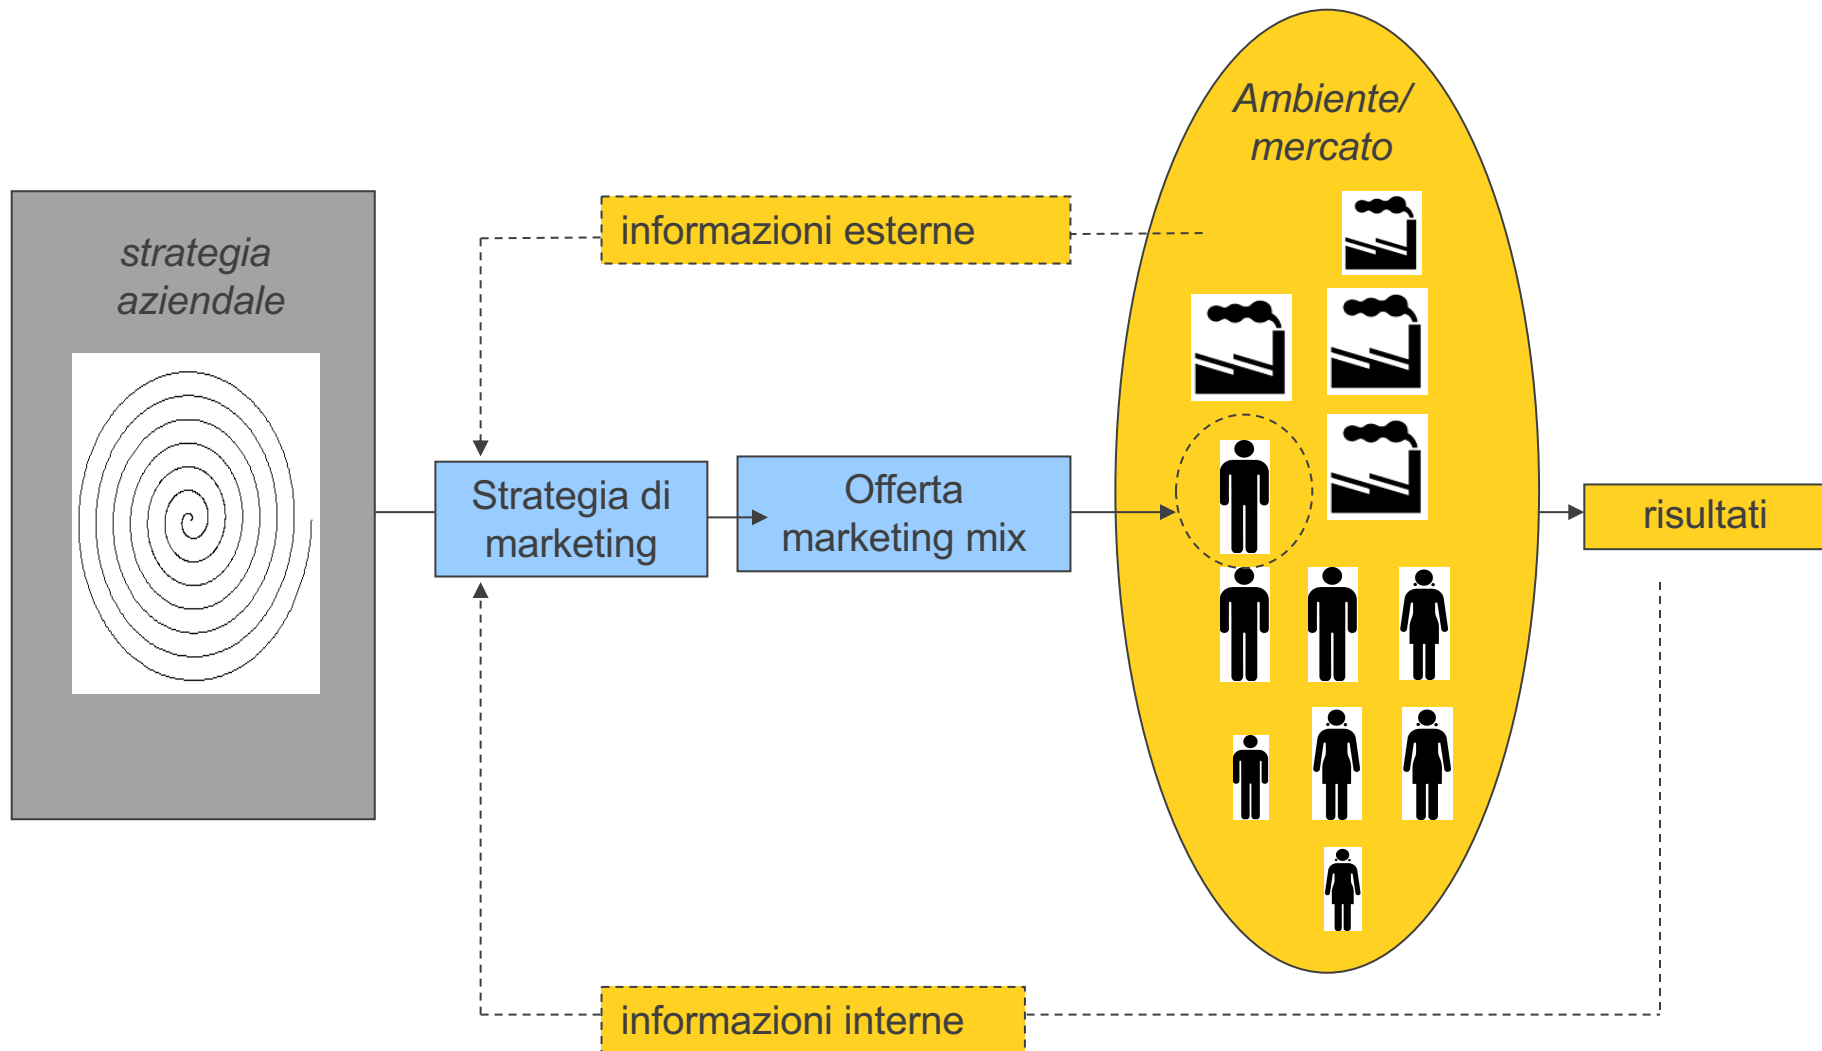 Ambiente/
mercato
informazioni esterne
strategia
aziendale
Strategia di
marketing
Offerta
marketing mix
risultati
informazioni interne